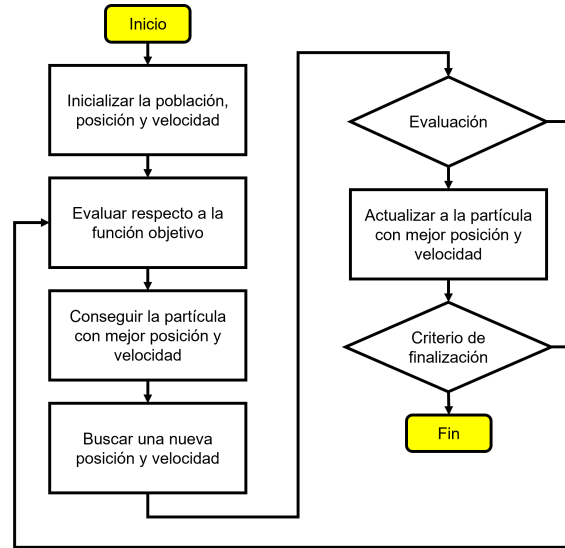 Inicio
Inicializar la población,
posición y velocidad
Evaluar respecto a la
función objetivo
Conseguir la partícula
con mejor posición y
velocidad
Buscar una nueva
posición y velocidad
Evaluación
Actualizar a la partícula
con mejor posición y
velocidad
Criterio de
finalización
Fin